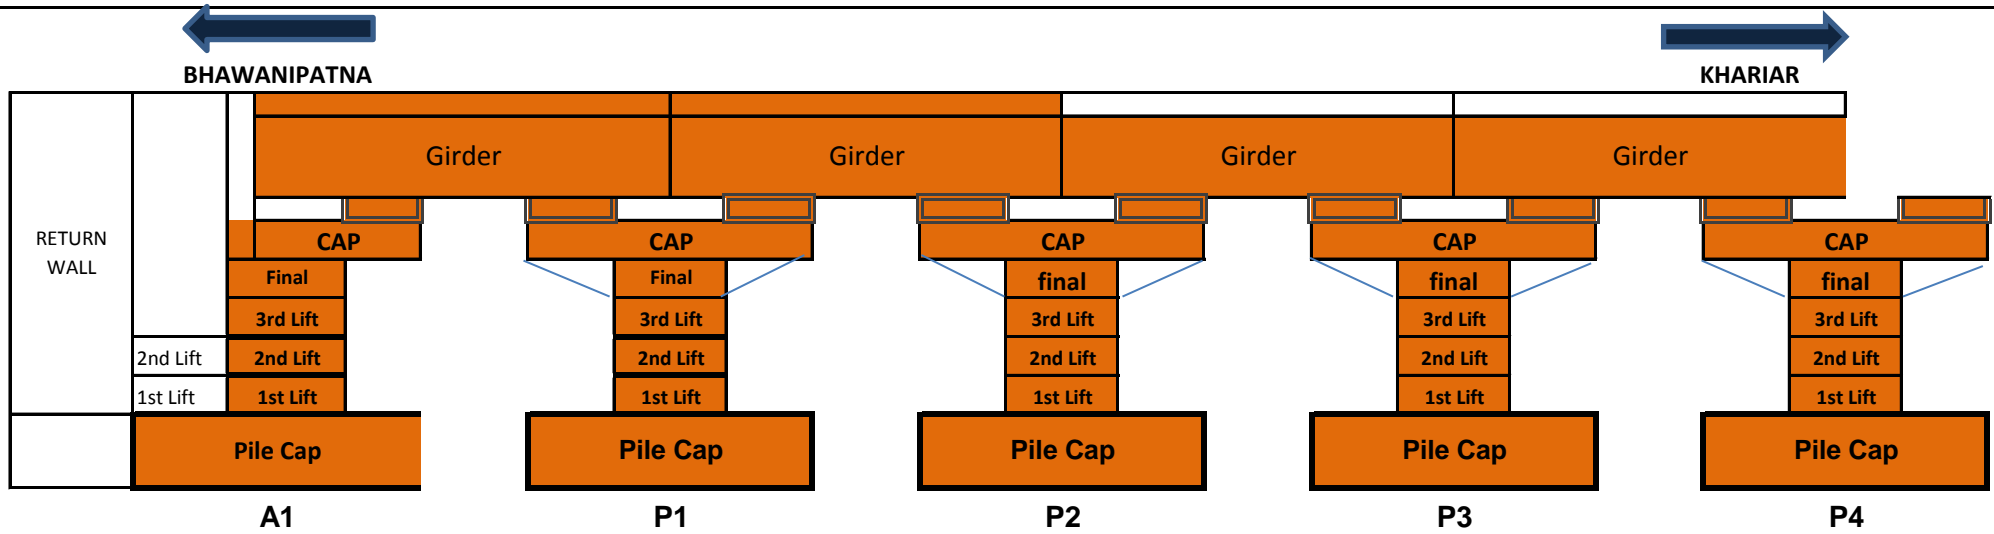 BHAWANIPATNA KHARIAR
Girder Girder Girder Girder
RETURN
WALL
CAP CAP CAP CAP CAP
Final Final final final final
3rd Lift 3rd Lift 3rd Lift 3rd Lift 3rd Lift
2nd Lift 2nd Lift 2nd Lift 2nd Lift 2nd Lift 2nd Lift
1st Lift 1st Lift 1st Lift 1st Lift 1st Lift 1st Lift
Pile Cap Pile Cap Pile Cap Pile Cap Pile Cap
A1 P1 P2 P3 P4